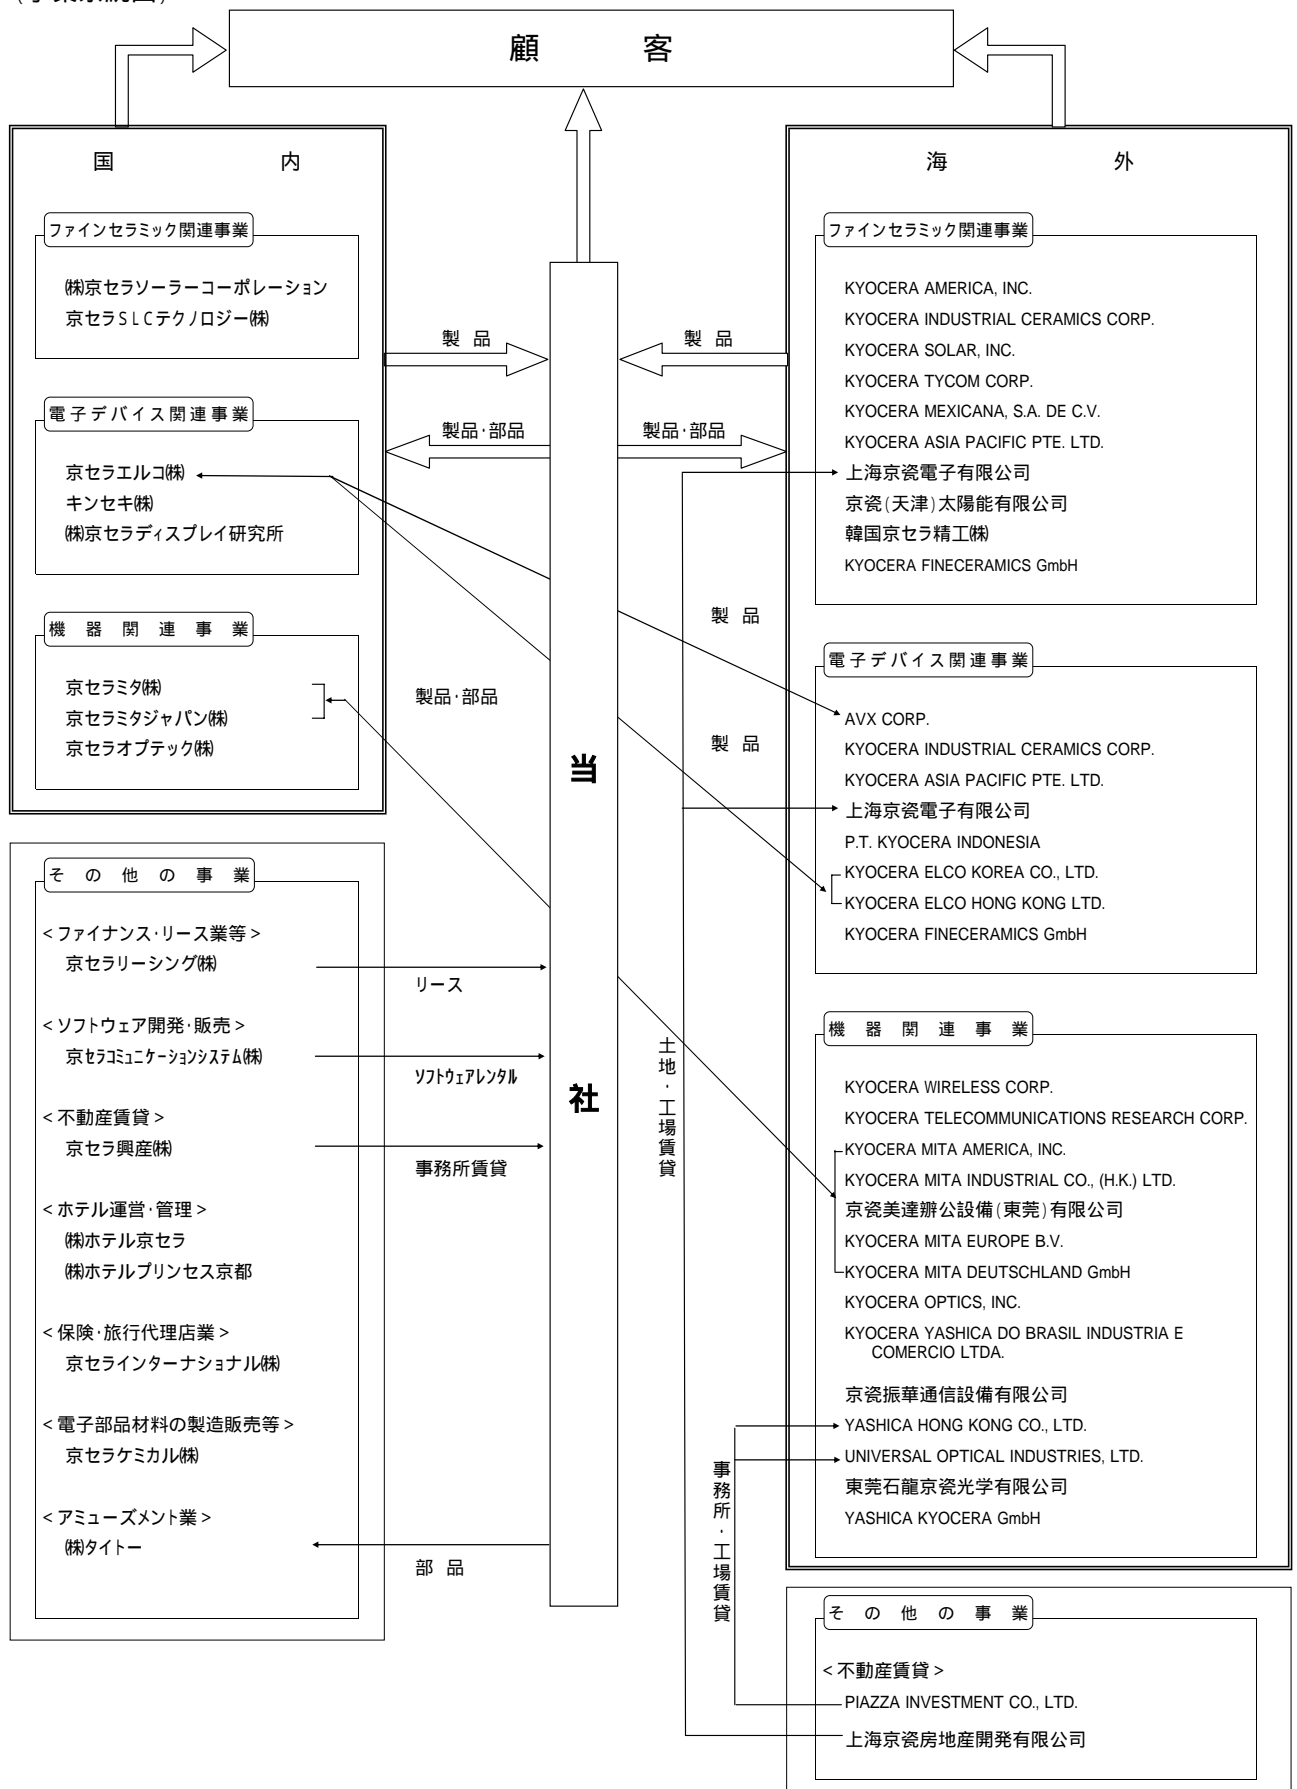 顧客
国内
ファインセラミック関連事業
㈱京セラソーラーコーポレーション
京セラSLCテクノロジー㈱
電子デバイス関連事業
京セラエルコ㈱
キンセキ㈱
㈱京セラディスプレイ研究所
機器関連事業
京セラミタ㈱
京セラミタジャパン㈱
京セラオプテック㈱
その他の事業
<ファイナンス・リース業等>
京セラリーシング㈱
<ソフトウェア開発・販売>
京セラコミュニケーションシステム㈱
<不動産賃貸>
京セラ興産㈱
<ホテル運営・管理>
㈱ホテル京セラ
㈱ホテルプリンセス京都
<保険・旅行代理店業>
京セラインターナショナル㈱
<電子部品材料の製造販売等>
京セラケミカル㈱
<アミューズメント業>
㈱タイトー
製品
製品・部品
製品・部品
リース
ソフトウェアレンタル
事務所賃貸
部品
当社
製品
製品・部品
製品
製品
土地・工場賃貸
事務所・工場賃貸
海外
ファインセラミック関連事業
KYOCERA AMERICA, INC.
KYOCERA INDUSTRIAL CERAMICS CORP.
KYOCERA SOLAR, INC.
KYOCERA TYCOM CORP.
KYOCERA MEXICANA, S.A. DE C.V.
KYOCERA ASIA PACIFIC PTE. LTD.
上海京瓷電子有限公司
京瓷(天津)太陽能有限公司
韓国京セラ精工㈱
KYOCERA FINECERAMICS GmbH
電子デバイス関連事業
AVX CORP.
KYOCERA INDUSTRIAL CERAMICS CORP.
KYOCERA ASIA PACIFIC PTE. LTD.
上海京瓷電子有限公司
P.T. KYOCERA INDONESIA
KYOCERA ELCO KOREA CO., LTD.
KYOCERA ELCO HONG KONG LTD.
KYOCERA FINECERAMICS GmbH
機器関連事業
KYOCERA WIRELESS CORP.
KYOCERA TELECOMMUNICATIONS RESEARCH CORP.
KYOCERA MITA AMERICA, INC.
KYOCERA MITA INDUSTRIAL CO., (H.K.) LTD.
京瓷美達辦公設備(東莞)有限公司
KYOCERA MITA EUROPE B.V.
KYOCERA MITA DEUTSCHLAND GmbH
KYOCERA OPTICS, INC.
KYOCERA YASHICA DO BRASIL INDUSTRIA E
COMERCIO LTDA.
京瓷振華通信設備有限公司
YASHICA HONG KONG CO., LTD.
UNIVERSAL OPTICAL INDUSTRIES, LTD.
東莞石龍京瓷光学有限公司
YASHICA KYOCERA GmbH
その他の事業
<不動産賃貸>
PIAZZA INVESTMENT CO., LTD.
上海京瓷房地産開発有限公司